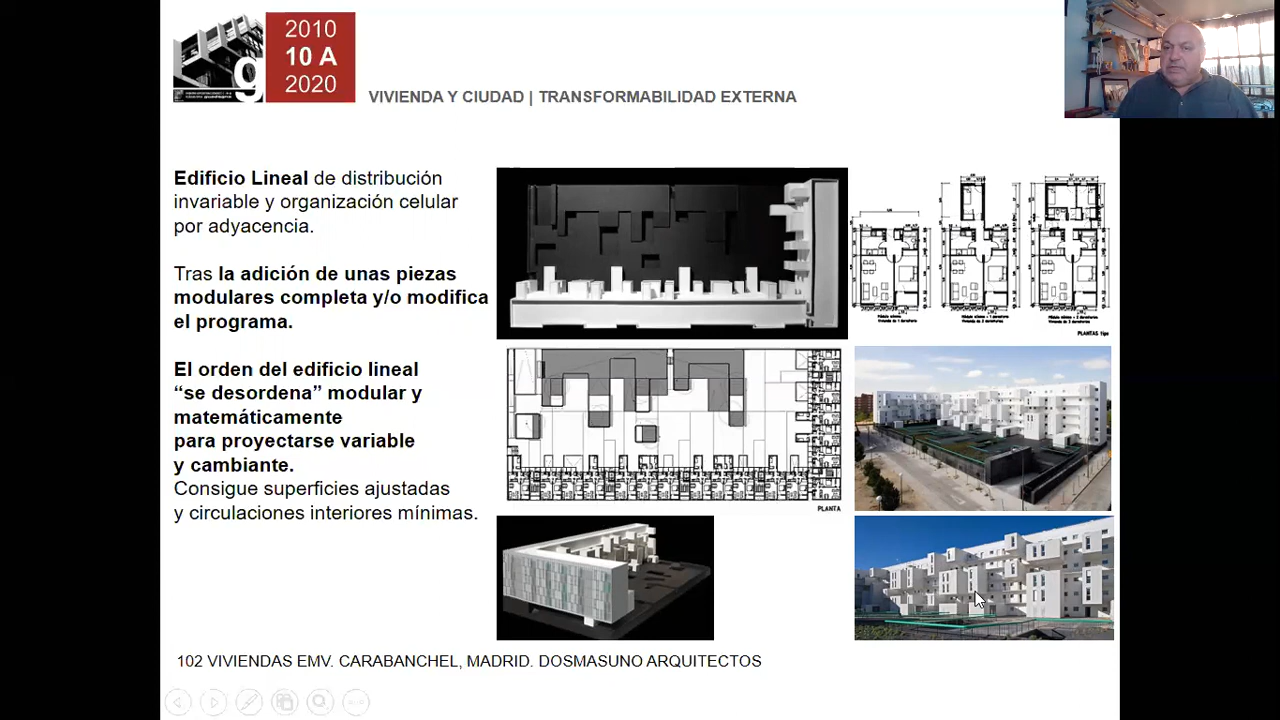 2010
10 A
2020
g
VIVIENDA Y CIUDAD | TRANSFORMABILIDAD EXTERNA
Edificio Lineal de distribución
invariable y organización celular
por adyacencia.
Tras la adición de unas piezas
modulares completa y/o modifica
el programa.
El orden del edificio lineal
“se desordena” modular y
matemáticamente
para proyectarse variable
y cambiante.
Consigue superficies ajustadas
y circulaciones interiores mínimas.
PLANTAS tipo
PLANTA
102 VIVIENDAS EMV. CARABANCHEL, MADRID. DOSMASUNO ARQUITECTOS